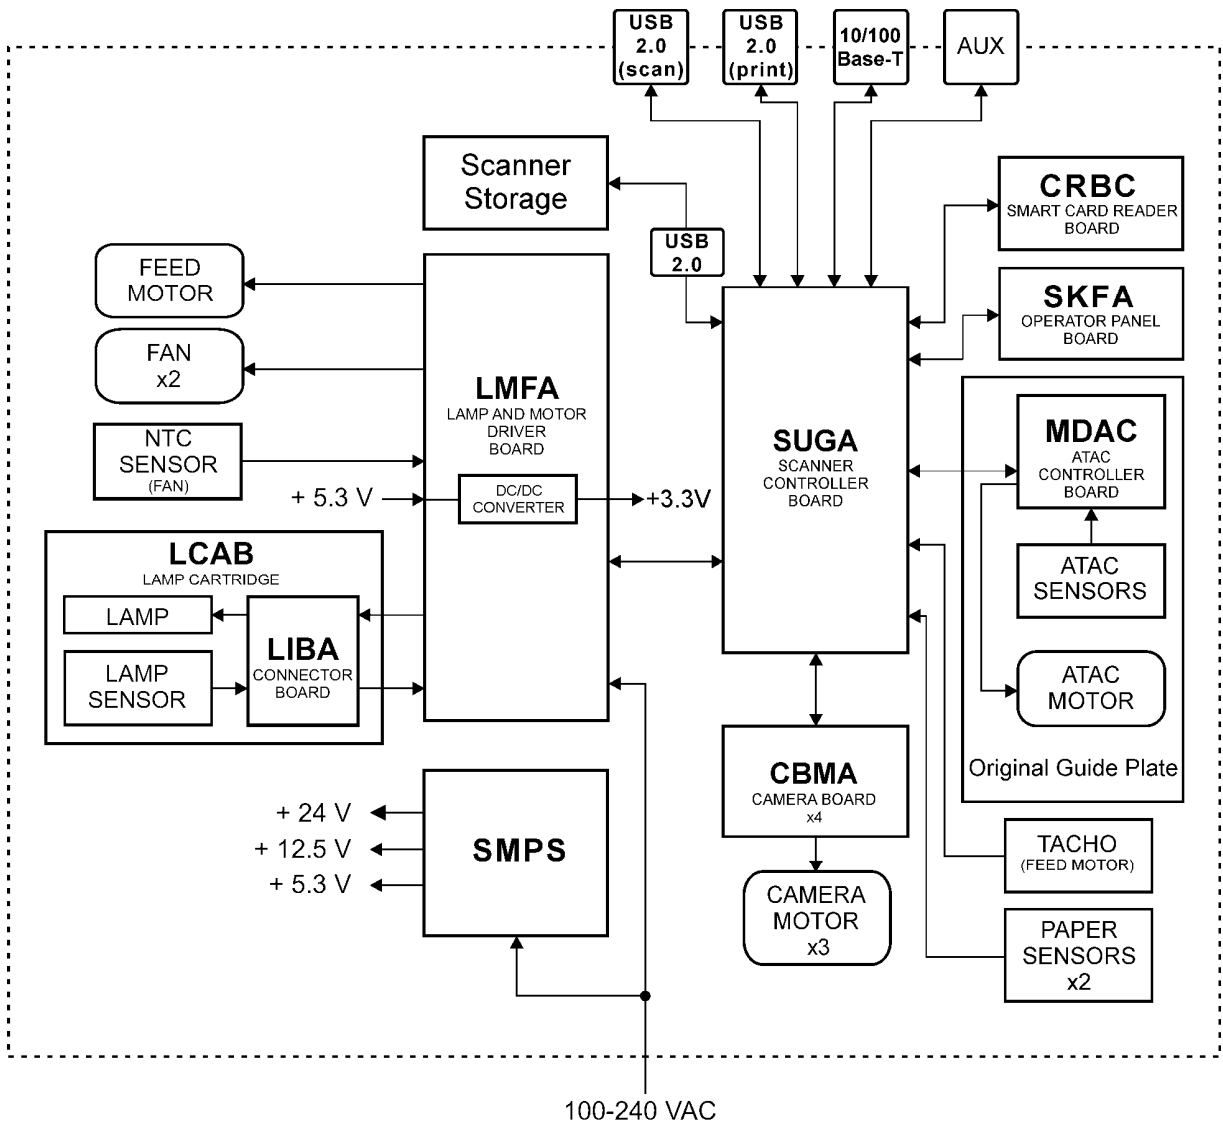 USB
2.0
(scan)
USB
2.0
(print)
10/100
Base-T
AUX
Scanner
Storage
USB
2.0
CRBC
SMART CARD READER
BOARD
SKFA
OPERATOR PANEL
BOARD
FEED
MOTOR
FAN
x2
NTC
SENSOR
(FAN)
+ 5.3 V
LMFA
LAMP AND MOTOR
DRIVER
BOARD
DC/DC
CONVERTER
+3.3V
SUGA
SCANNER
CONTROLLER
BOARD
MDAC
ATAC
CONTROLLER
BOARD
ATAC
SENSORS
ATAC
MOTOR
Original Guide Plate
LCAB
LAMP CARTRIDGE
LAMP
LAMP
SENSOR
LIBA
CONNECTOR
BOARD
CBMA
CAMERA BOARD
x4
CAMERA
MOTOR
x3
+ 24 V
+ 12.5 V
+ 5.3 V
SMPS
TACHO
(FEED MOTOR)
PAPER
SENSORS
x2
100-240 VAC